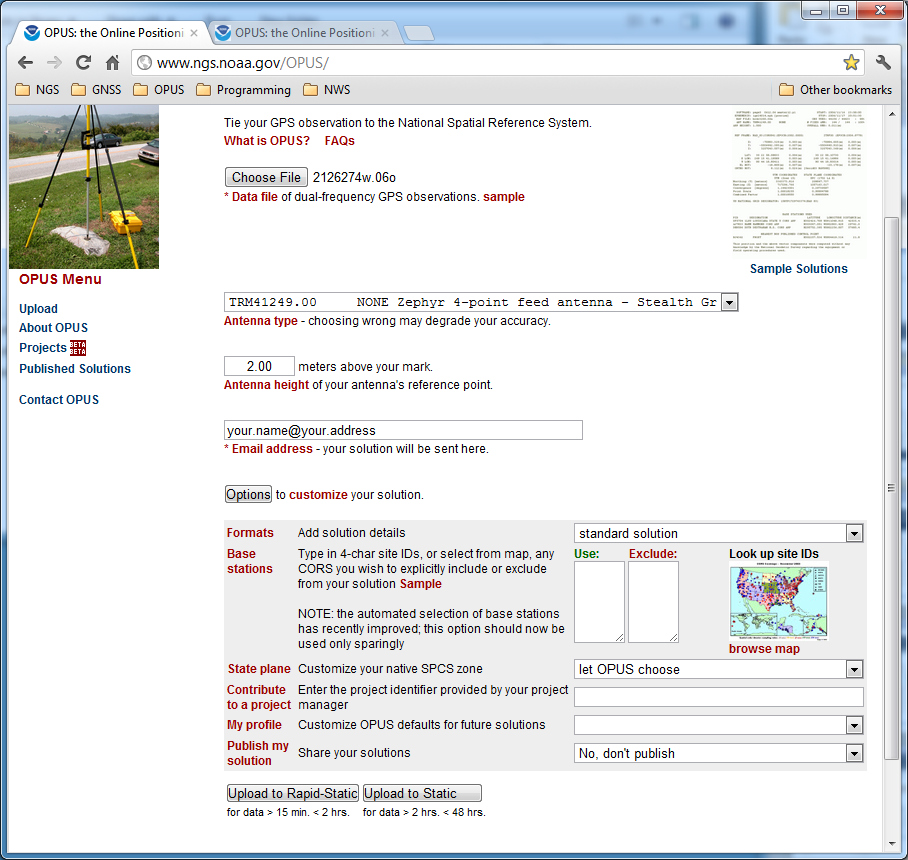 OPUS: the Online Positioni
OPUS: the Online Positioni
www.ngs.noaa.gov/OPUS/
NGS GNSS OPUS Programming NWS Other bookmarks
Tie your GPS observation to the National Spatial Reference System.
What is OPUS? FAQs
Choose File 2126274w.06o
* Data file of dual-frequency GPS observations. sample
Sample Solutions
OPUS Menu
Upload
About OPUS
Projects BETA
BETA
Published Solutions
Contact OPUS
TRM41249.00 NONE Zephyr 4-point feed antenna - Stealth Gr
Antenna type - choosing wrong may degrade your accuracy.
2.00 meters above your mark.
Antenna height of your antenna's reference point.
your.name@your.address
* Email address - your solution will be sent here.
Options to customize your solution.
Formats Add solution details standard solution
Base
stations
Type in 4-char site IDs, or select from map, any
CORS you wish to explicitly include or exclude
from your solution Sample
NOTE: the automated selection of base stations
has recently improved; this option should now be
used only sparingly
Use: Exclude: Look up site IDs
browse map
State plane Customize your native SPCS zone let OPUS choose
Contribute
to a project
Enter the project identifier provided by your project
manager
My profile Customize OPUS defaults for future solutions
Publish my
solution
Share your solutions No, don't publish
Upload to Rapid-Static Upload to Static
for data > 15 min. < 2 hrs. for data > 2 hrs. < 48 hrs.